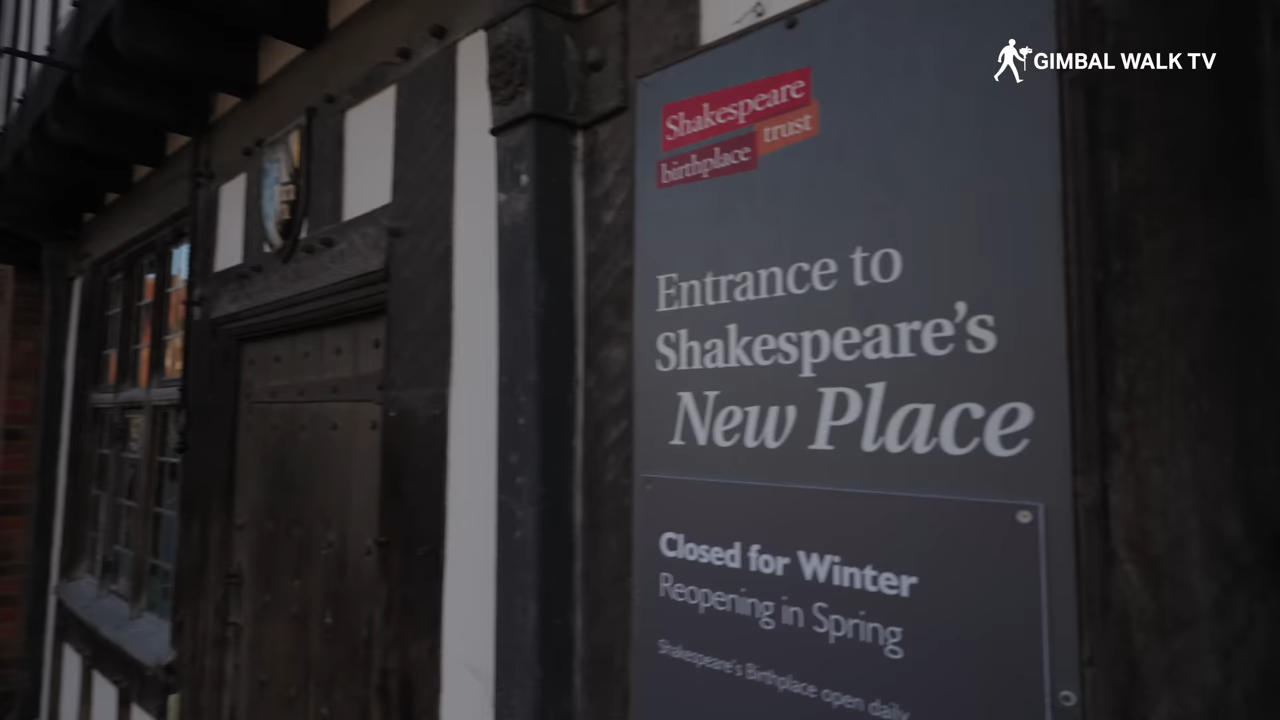 GIMBAL WALK TV
Shakespeare
birthplace trust
Entrance to
Shakespeare's
New Place
Closed for Winter
Reopening in Spring
Shakespeare's Birthplace open daily